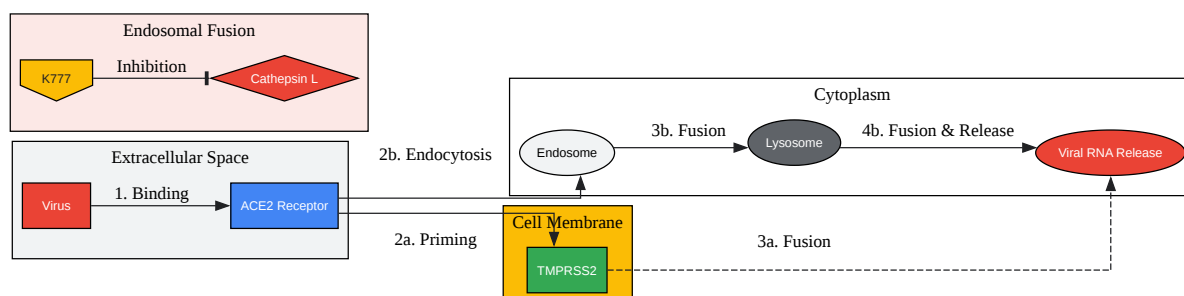 Endosomal Fusion
K777
Inhibition
Cathepsin L
Extracellular Space
Virus
1. Binding
ACE2 Receptor
2b. Endocytosis
2a. Priming
Cytoplasm
Endosome
3b. Fusion
Lysosome
4b. Fusion & Release
Viral RNA Release
Cell Membrane
TMPRSS2
3a. Fusion